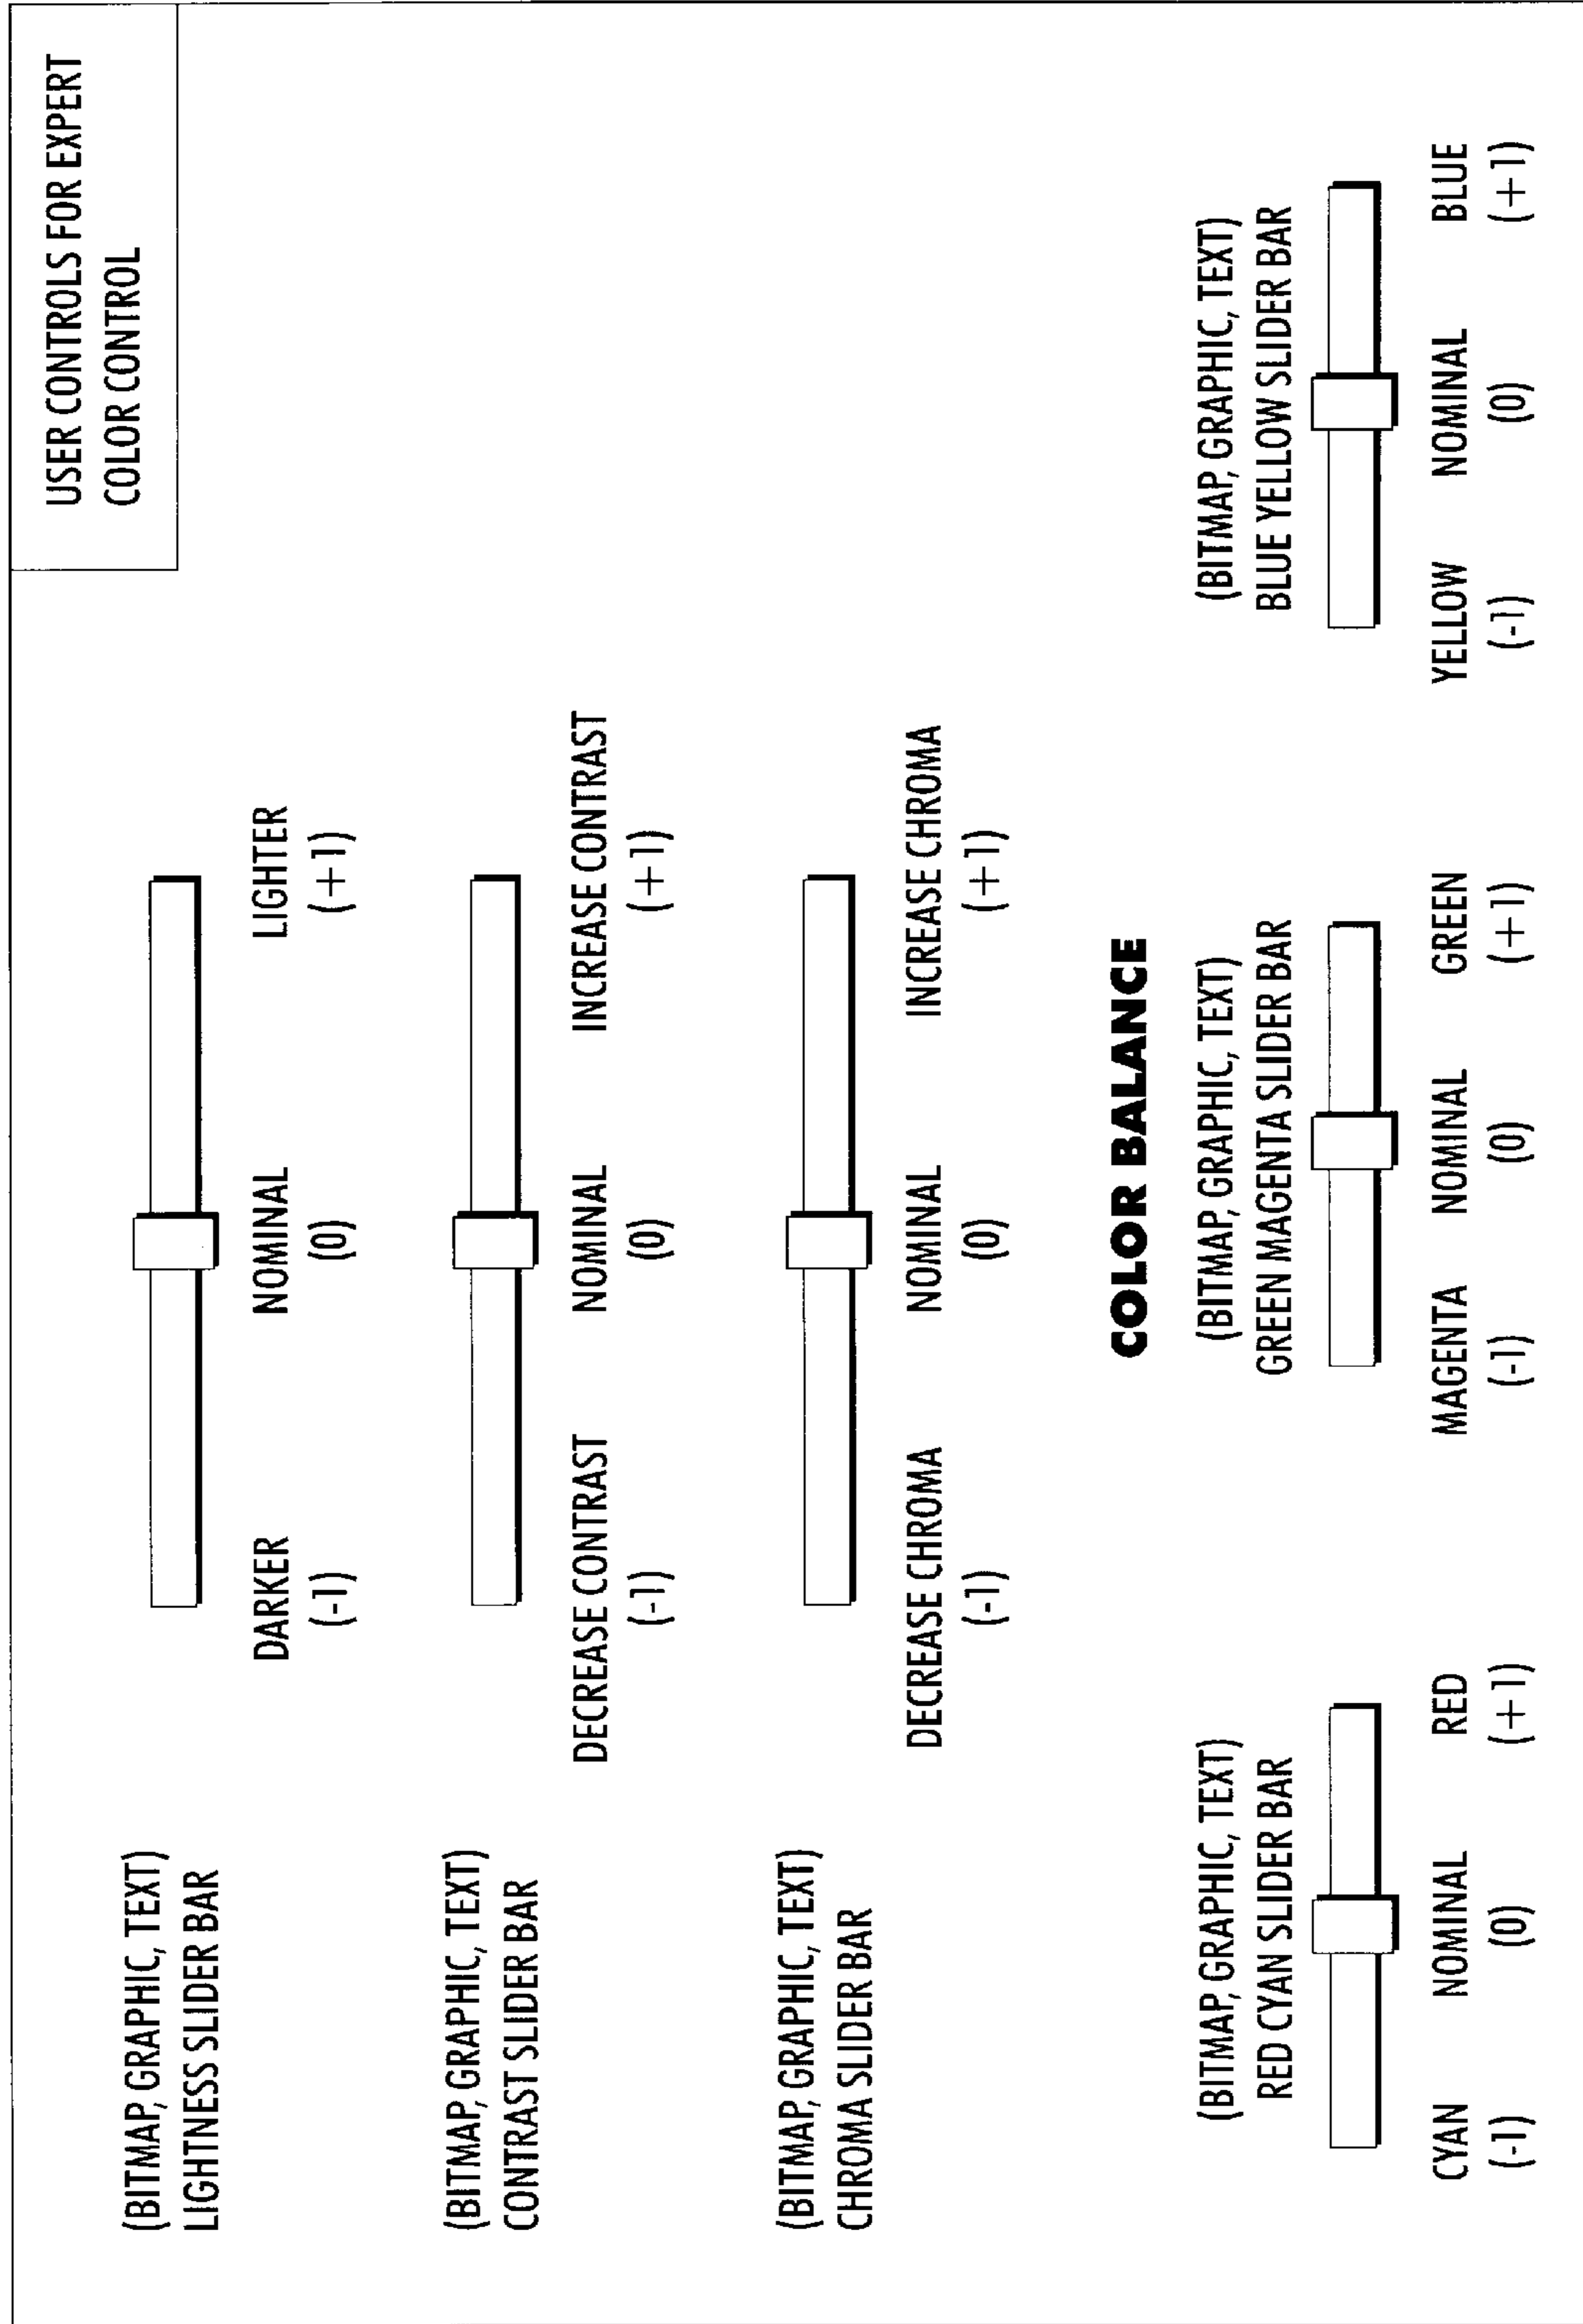 USER CONTROLS FOR EXPERT
COLOR CONTROL
(BITMAP, GRAPHIC, TEXT)
LIGHTNESS SLIDER BAR
DARKER NOMINAL LIGHTER
(-1) (0) (+1)
(BITMAP, GRAPHIC, TEXT)
CONTRAST SLIDER BAR
DECREASE CONTRAST NOMINAL INCREASE CONTRAST
(-1) (0) (+1)
(BITMAP, GRAPHIC, TEXT)
CHROMA SLIDER BAR
DECREASE CHROMA NOMINAL INCREASE CHROMA
(-1) (0) (+1)
COLOR BALANCE
(BITMAP, GRAPHIC, TEXT)
RED CYAN SLIDER BAR
CYAN NOMINAL RED
(-1) (0) (+1)
(BITMAP, GRAPHIC, TEXT)
GREEN MAGENTA SLIDER BAR
MAGENTA NOMINAL GREEN
(-1) (0) (+1)
(BITMAP, GRAPHIC, TEXT)
BLUE YELLOW SLIDER BAR
YELLOW NOMINAL BLUE
(-1) (0) (+1)